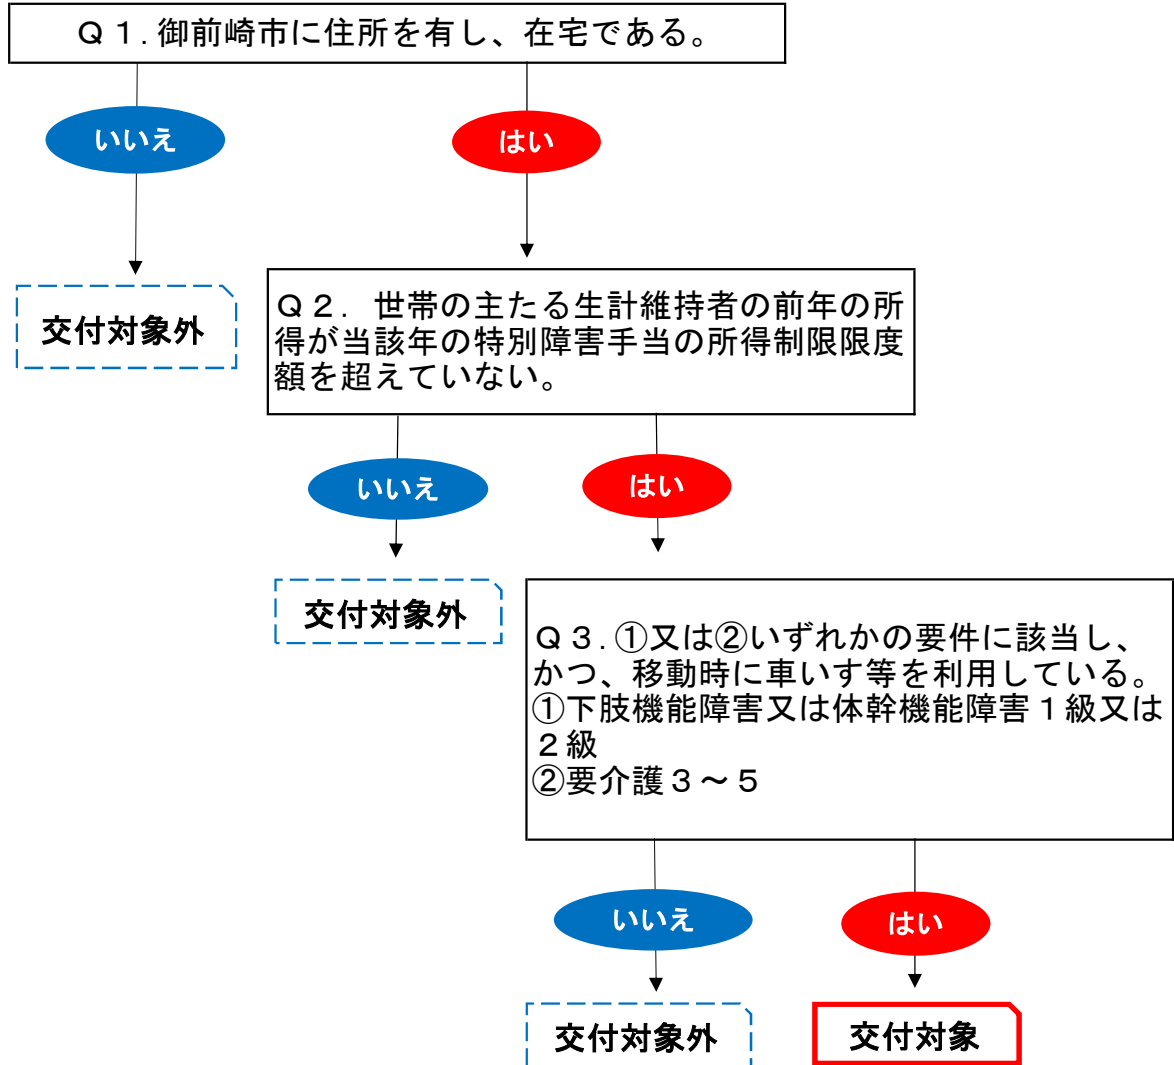 Ｑ１.御前崎市に住所を有し、在宅である。
いいえ
はい
交付対象外
Ｑ２．世帯の主たる生計維持者の前年の所
得が当該年の特別障害手当の所得制限限度
額を超えていない。
いいえ
はい
交付対象外
Ｑ３.①又は②いずれかの要件に該当し、
かつ、移動時に車いす等を利用している。
①下肢機能障害又は体幹機能障害１級又は
２級
②要介護３～５
いいえ
はい
交付対象外
交付対象